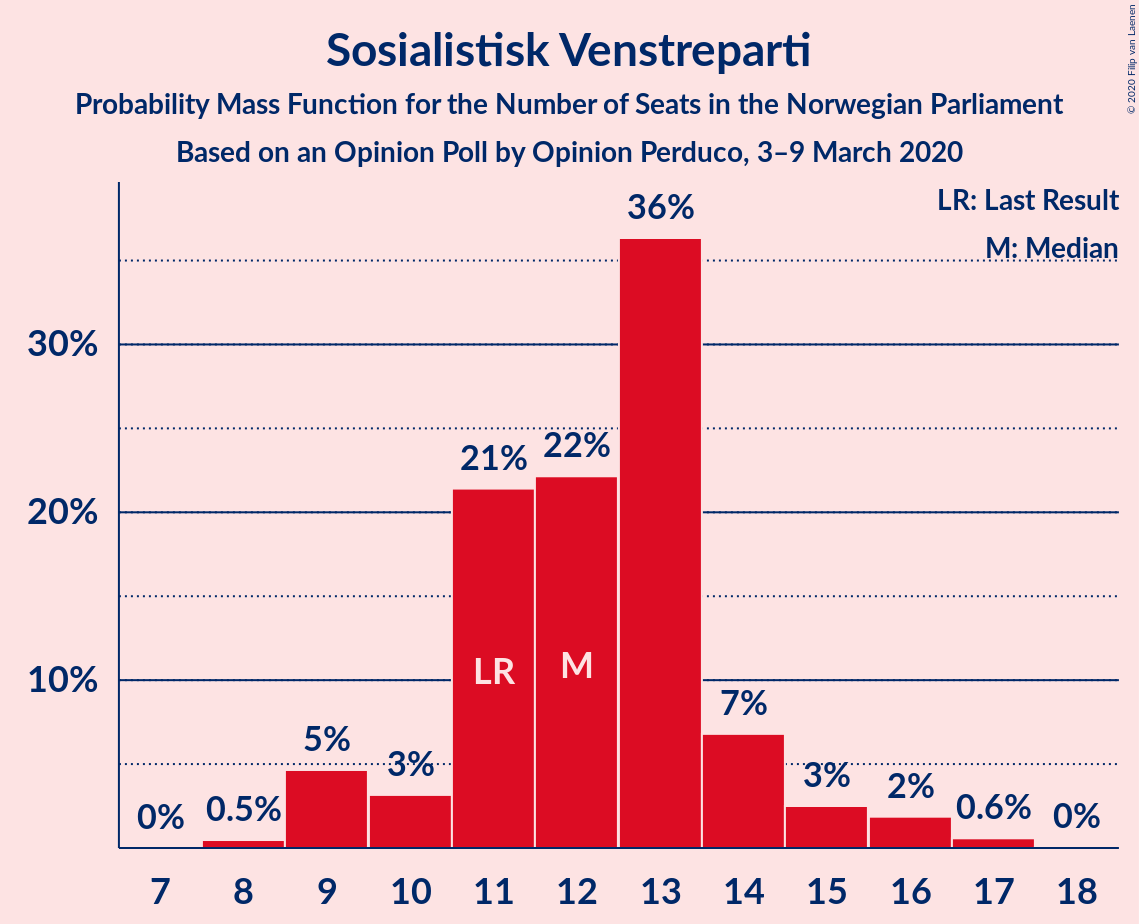 Sosialistisk Venstreparti
Probability Mass Function for the Number of Seats in the Norwegian Parliament
Based on an Opinion Poll by Opinion Perduco, 3–9 March 2020
© 2020 Filip van Laenen
LR: Last Result
M: Median
36%
30%
21%
22%
20%
LR
M
10%
7%
5%
3%
3%
2%
0%
0.5%
0.6%
0%
7 8 9 10 11 12 13 14 15 16 17 18